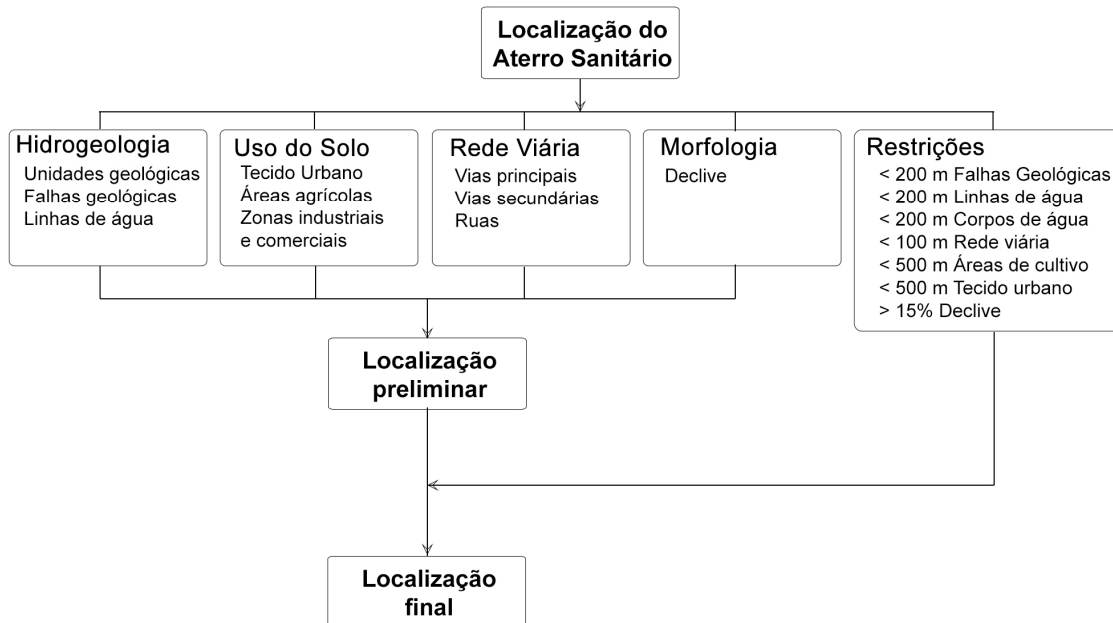 Localização do
Aterro Sanitário
Hidrogeologia
Unidades geológicas
Falhas geológicas
Linhas de água
Uso do Solo
Tecido Urbano
Áreas agrícolas
Zonas industriais
e comerciais
Rede Viária
Vias principais
Vias secundárias
Ruas
Morfologia
Declive
Restrições
< 200 m Falhas Geológicas
< 200 m Linhas de água
< 200 m Corpos de água
< 100 m Rede viária
< 500 m Áreas de cultivo
< 500 m Tecido urbano
> 15% Declive
Localização
preliminar
Localização
final